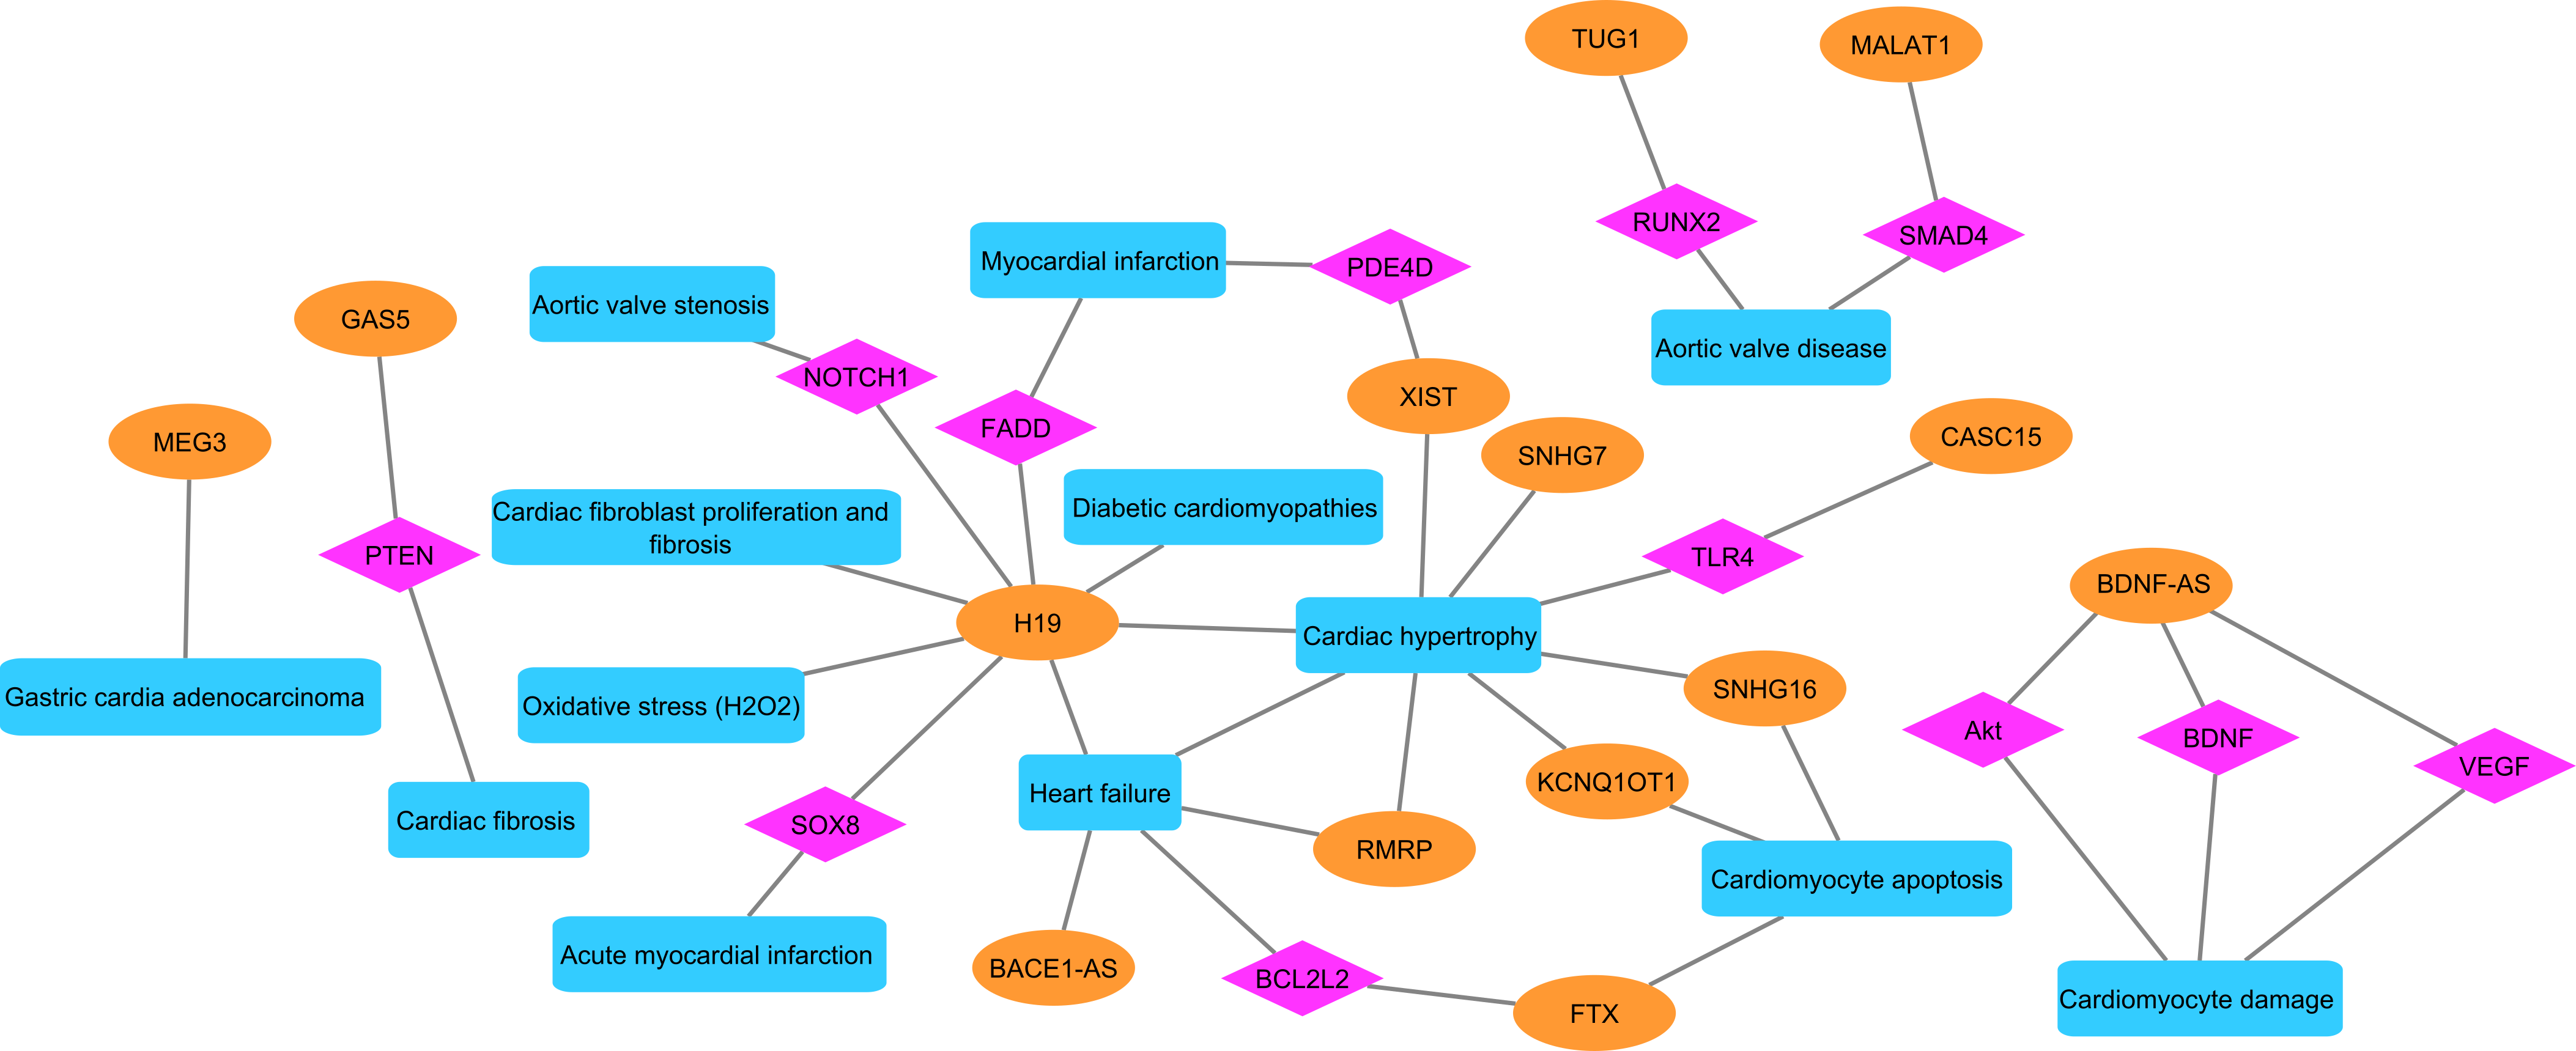 TUG1
MALAT1
RUNX2
SMAD4
Myocardial infarction
PDE4D
Aortic valve stenosis
GAS5
Aortic valve disease
NOTCH1
XIST
FADD
CASC15
MEG3
SNHG7
Diabetic cardiomyopathies
Cardiac fibroblast proliferation and
fibrosis
PTEN
TLR4
BDNF-AS
H19
Cardiac hypertrophy
SNHG16
Gastric cardia adenocarcinoma
Oxidative stress (H2O2)
Akt
BDNF
VEGF
KCNQ1OT1
Heart failure
Cardiac fibrosis
SOX8
RMRP
Cardiomyocyte apoptosis
Acute myocardial infarction
BACE1-AS
BCL2L2
Cardiomyocyte damage
FTX